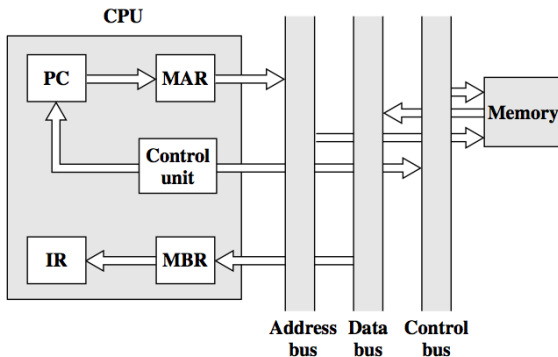 CPU
PC
MAR
Memory
Control
unit
IR
MBR
Address
bus
Data
bus
Control
bus